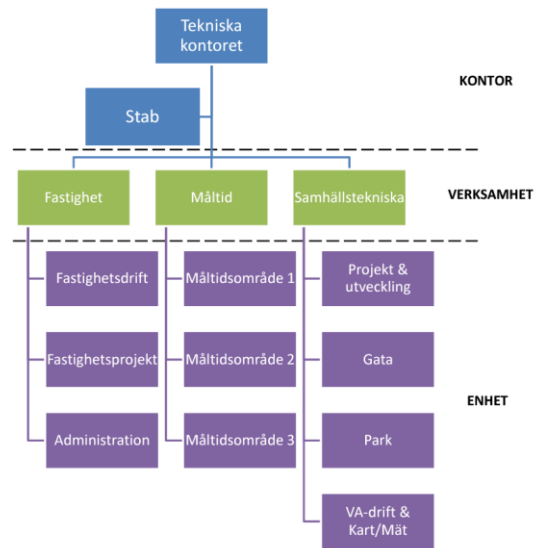 Tekniska
kontoret
KONTOR
Stab
Fastighet
Måltid
Samhällstekniska
VERKSAMHET
Fastighetsdrift
Måltidsområde 1
Projekt &
utveckling
Fastighetsprojekt
Måltidsområde 2
Gata
ENHET
Administration
Måltidsområde 3
Park
VA-drift &
Kart/Mät